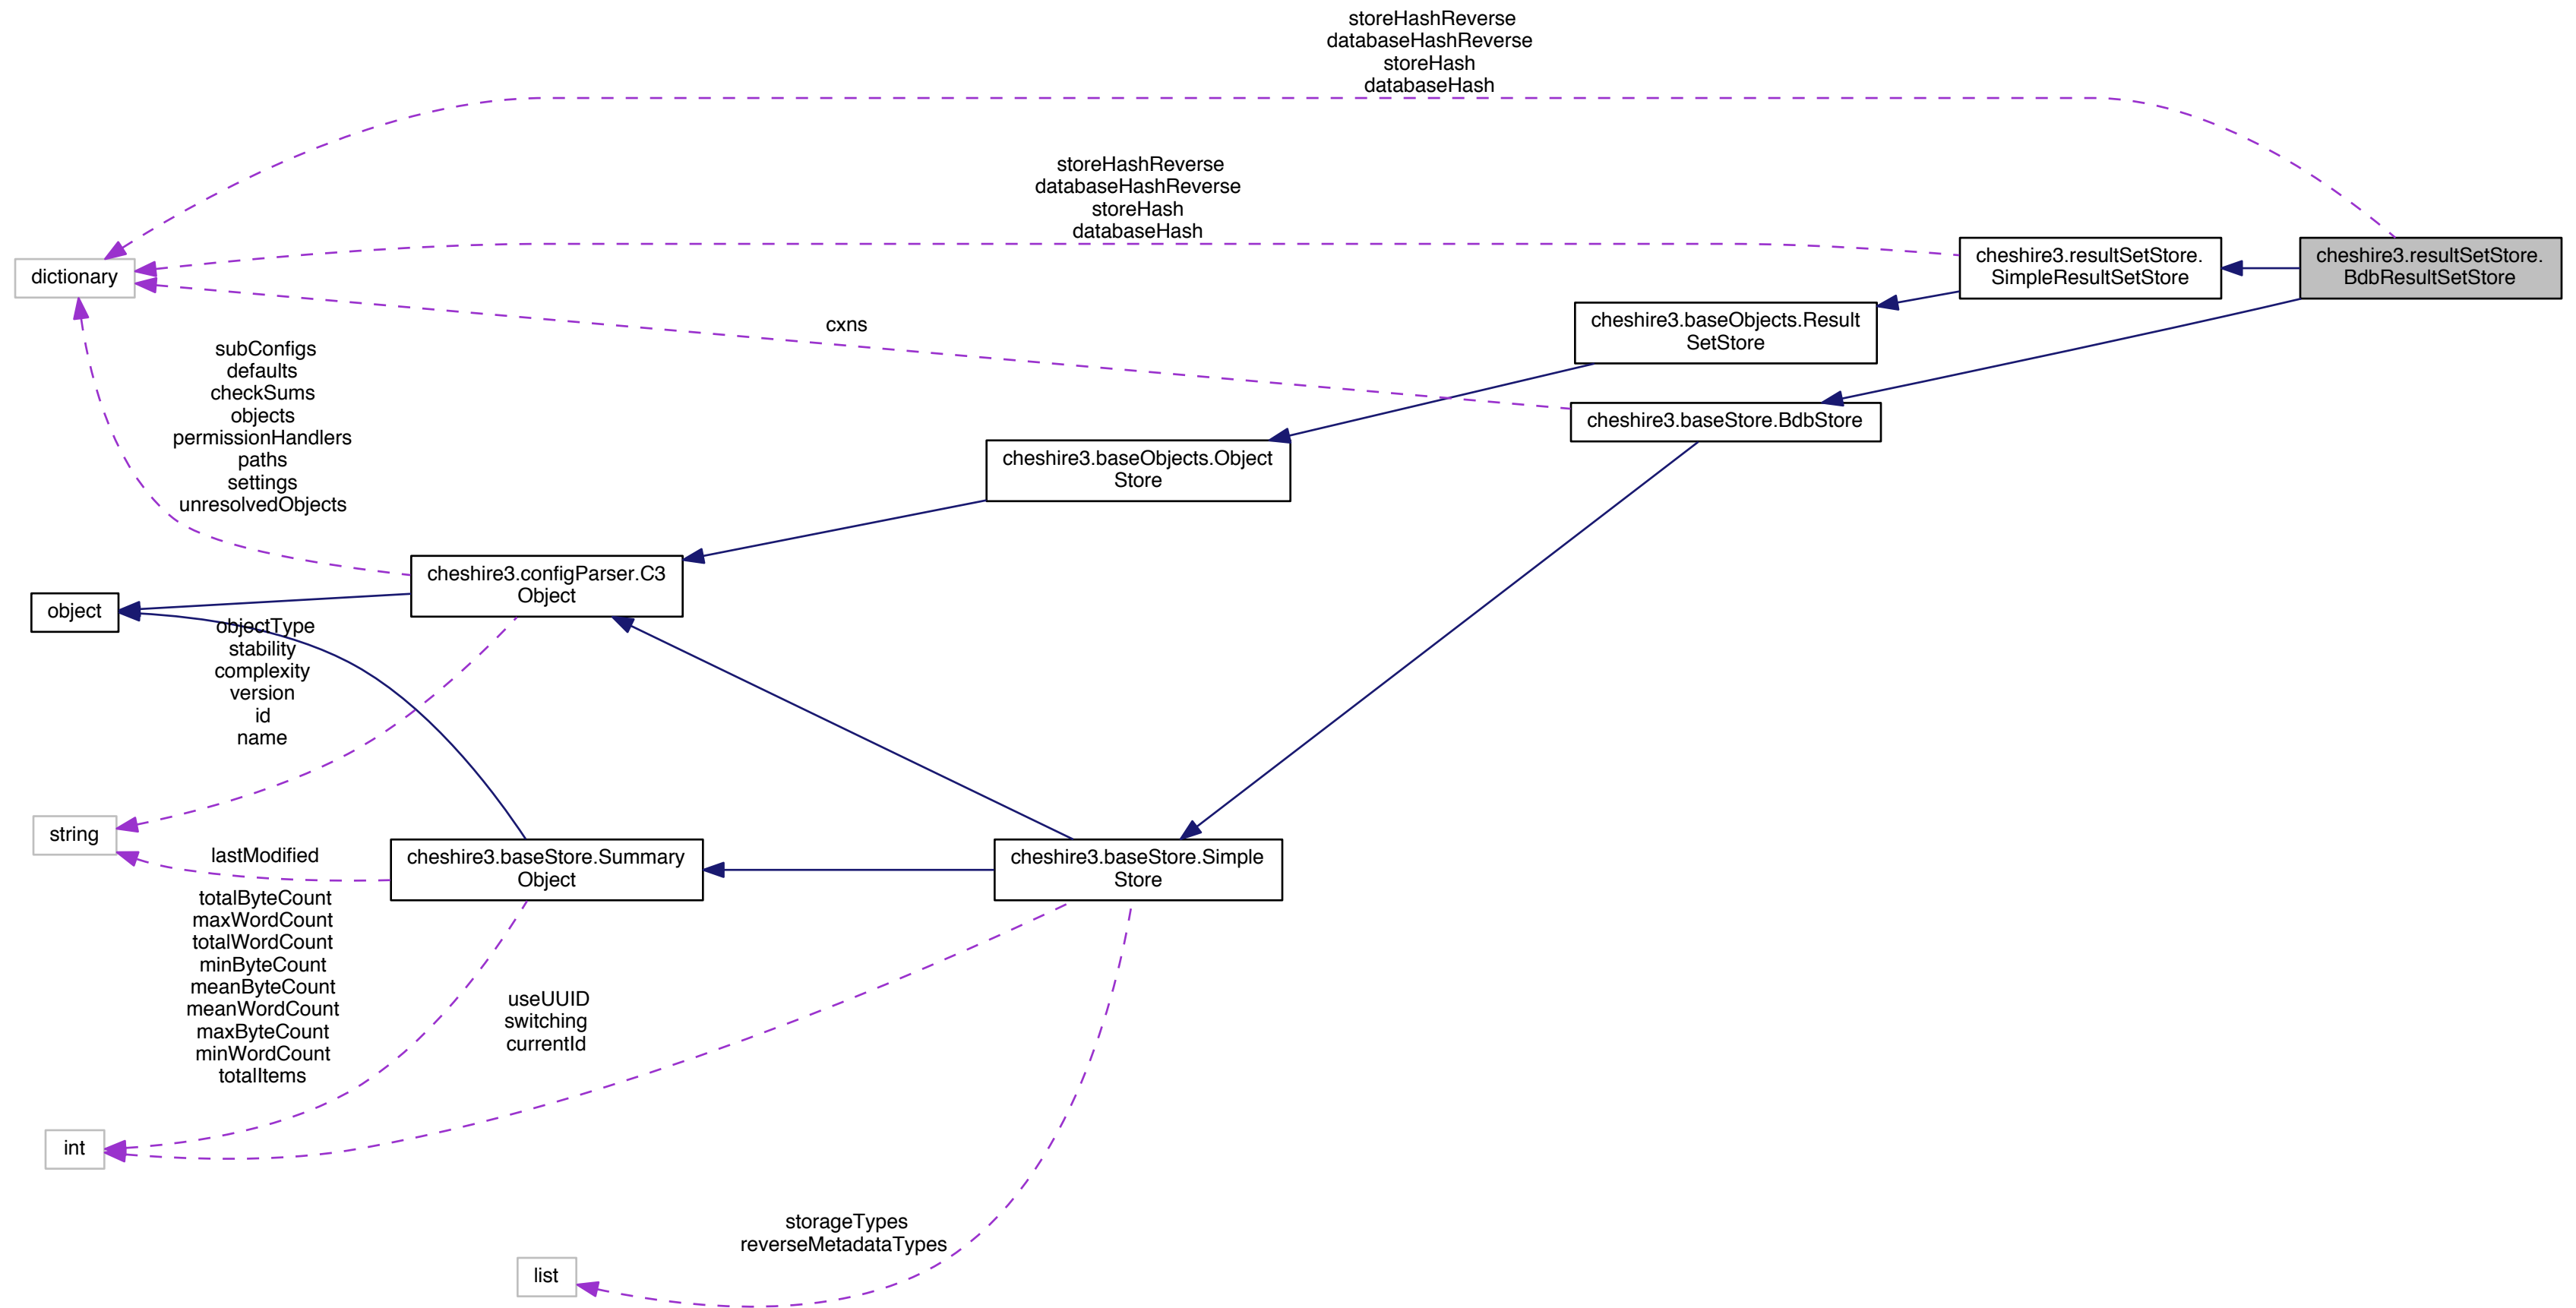 storeHashReverse
databaseHashReverse
storeHash
databaseHash
storeHashReverse
databaseHashReverse
storeHash
databaseHash
cheshire3.resultSetStore.
SimpleResultSetStore
cheshire3.resultSetStore.
BdbResultSetStore
dictionary
cheshire3.baseObjects.Result
SetStore
cxns
subConfigs
defaults
checkSums
objects
permissionHandlers
paths
settings
unresolvedObjects
cheshire3.baseStore.BdbStore
cheshire3.baseObjects.Object
Store
cheshire3.configParser.C3
Object
object
objectType
stability
complexity
version
id
name
string
lastModified
cheshire3.baseStore.Summary
Object
cheshire3.baseStore.Simple
Store
totalByteCount
maxWordCount
totalWordCount
minByteCount
meanByteCount
meanWordCount
maxByteCount
minWordCount
totalItems
useUUID
switching
currentId
int
storageTypes
reverseMetadataTypes
list